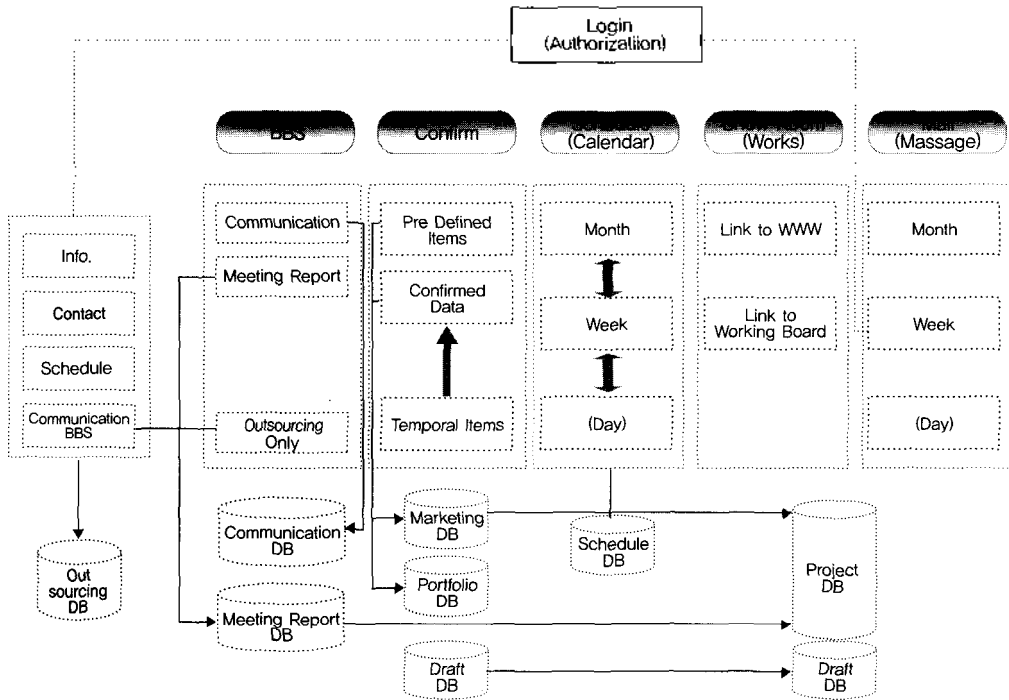 Login
(Authorizatiion)
BBS
Confirm
(Calendar)
(Works)
(Massage)
Info.
Contact
Schedule
Communication
BBS
Out
sourcing
DB
Communication
Meeting Report
Outsourcing
Only
Pre Defined
Items
Confirmed
Data
Temporal Items
Month
Week
(Day)
Link to WWW
Link to
Working Board
Month
Week
(Day)
Communication
DB
Meeting Report
DB
Marketing
DB
Portfolio
DB
Draft
DB
Schedule
DB
Project
DB
Draft
DB